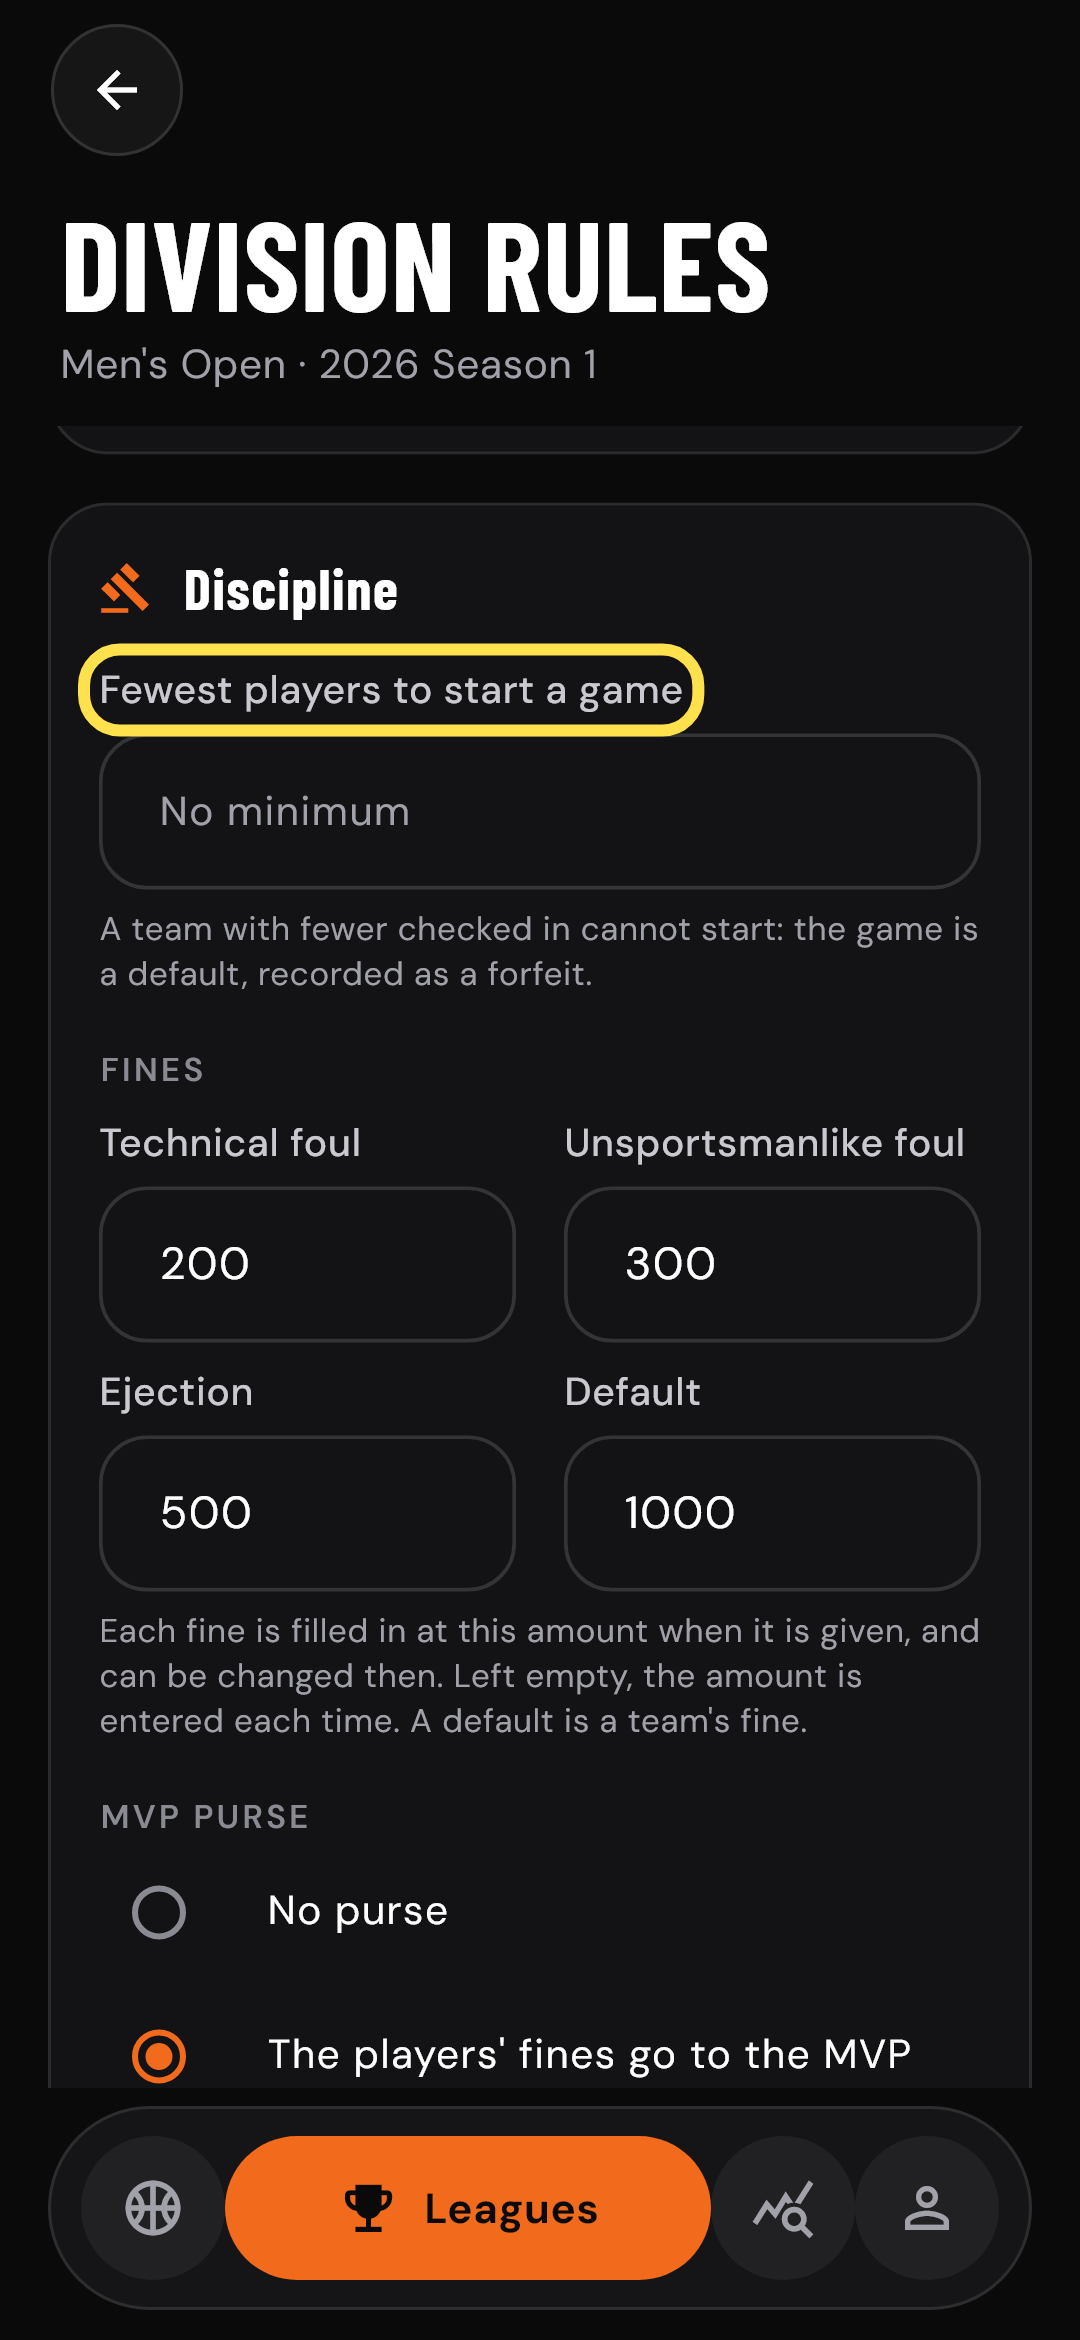 DIVISION RULES
Men's Open · 2026 Season 1
Discipline
Fewest players to start a game
No minimum
A team with fewer checked in cannot start: the game is
a default, recorded as a forfeit.
FINES
Technical foul
Unsportsmanlike foul
200
300
Ejection
Default
500
1000
Each fine is filled in at this amount when it is given, and
can be changed then. Left empty, the amount is
entered each time. A default is a team's fine.
MVP PURSE
No purse
The players' fines go to the MVP
Leagues